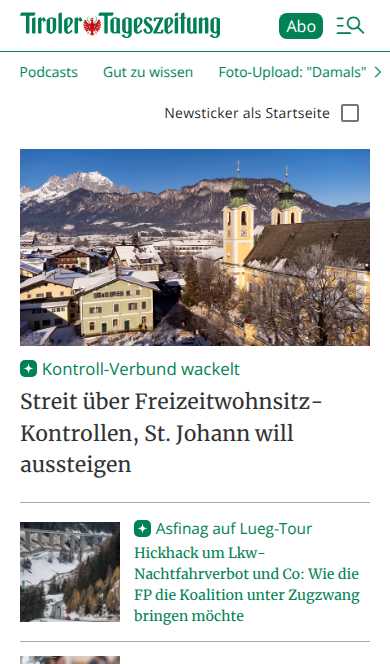 Tiroler Tageszeitung
Abo
Podcasts Gut zu wissen Foto-Upload: "Damals"
Newsticker als Startseite
Kontroll-Verbund wackelt
Streit über Freizeitwohnsitz-
Kontrollen, St. Johann will
aussteigen
Asfinag auf Lueg-Tour
Hickhack um Lkw-
Nachtfahrverbot und Co: Wie die
FP die Koalition unter Zugzwang
bringen möchte